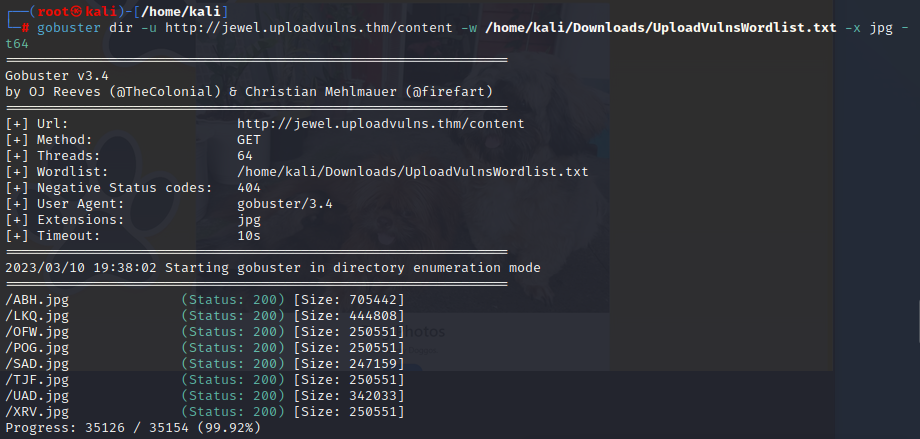 ┌──(root㉿kali)-[/home/kali]
└─# gobuster dir -u http://jewel.uploadvulns.thm/content -w /home/kali/Downloads/UploadVulnsWordlist.txt -x jpg -
t64
===============================================================
Gobuster v3.4
by OJ Reeves (@TheColonial) & Christian Mehlmauer (@firefart)
===============================================================
[+] Url:                     http://jewel.uploadvulns.thm/content
[+] Method:                  GET
[+] Threads:                 64
[+] Wordlist:                /home/kali/Downloads/UploadVulnsWordlist.txt
[+] Negative Status codes:   404
[+] User Agent:              gobuster/3.4
[+] Extensions:              jpg
[+] Timeout:                 10s
===============================================================
2023/03/10 19:38:02 Starting gobuster in directory enumeration mode
===============================================================
/ABH.jpg              (Status: 200) [Size: 705442]
/LKQ.jpg              (Status: 200) [Size: 444808]
/OFW.jpg              (Status: 200) [Size: 250551]
/POG.jpg              (Status: 200) [Size: 250551]
/SAD.jpg              (Status: 200) [Size: 247159]
/TJF.jpg              (Status: 200) [Size: 250551]
/UAD.jpg              (Status: 200) [Size: 342033]
/XRV.jpg              (Status: 200) [Size: 250551]
Progress: 35126 / 35154 (99.92%)